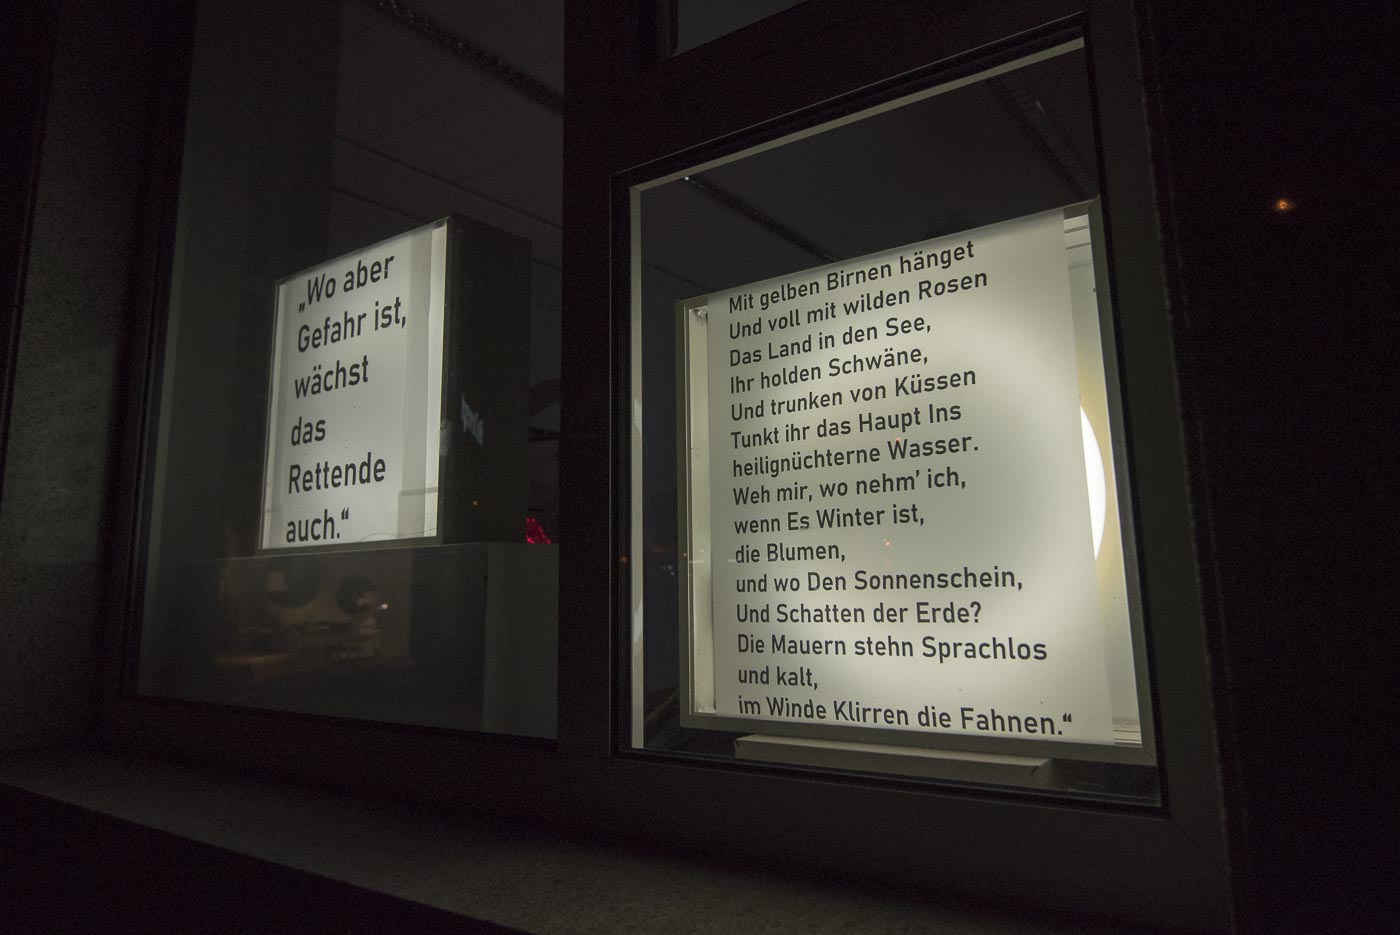 „Wo aber
Gefahr ist,
wächst
das
Rettende
auch.“
Mit gelben Birnen hänget
Und voll mit wilden Rosen
Das Land in den See,
Ihr holden Schwäne,
Und trunken von Küssen
Tunkt ihr das Haupt Ins
heilignüchterne Wasser.
Weh mir, wo nehm’ ich,
wenn Es Winter ist,
die Blumen,
und wo Den Sonnenschein,
Und Schatten der Erde?
Die Mauern stehn Sprachlos
und kalt,
im Winde Klirren die Fahnen.“